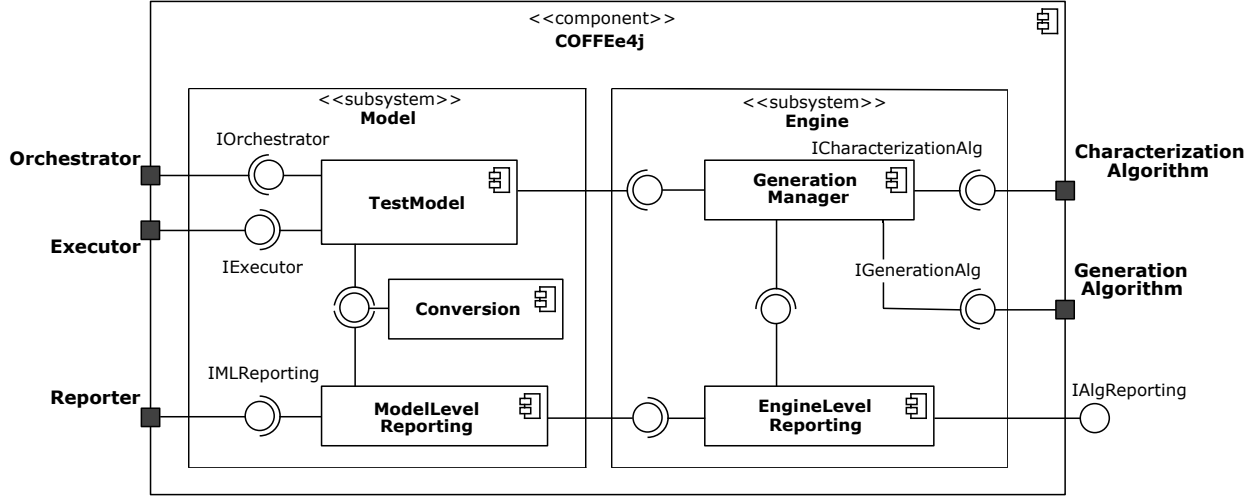 <<component>>
COFFEe4j
<<subsystem>>
Model
<<subsystem>>
Engine
IOrchestrator
ICharacterizationAlg
Orchestrator
Characterization
Algorithm
TestModel
Generation
Manager
Executor
IExecutor
IGenerationAlg
Generation
Algorithm
Conversion
IMLReporting
IAlgReporting
Reporter
ModelLevel
Reporting
EngineLevel
Reporting